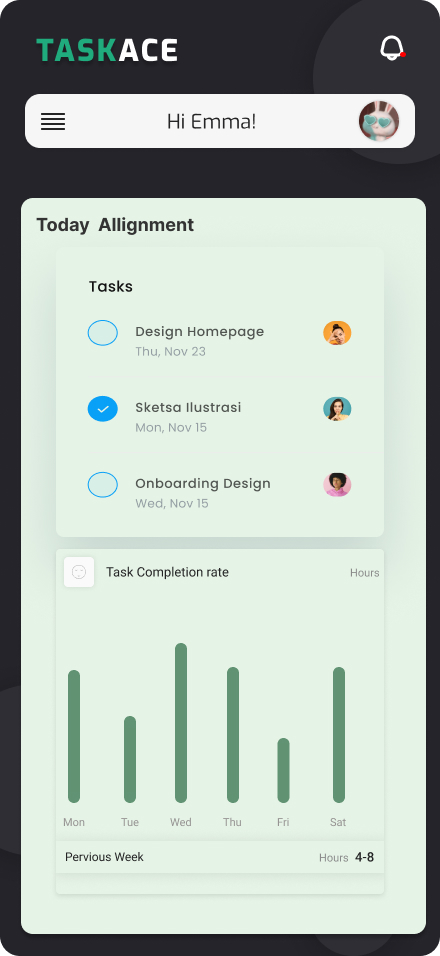 TASKACE
Hi Emma!
Today Allignment
Tasks
Design Homepage
Thu, Nov 23
Sketsa Ilustrasi
Mon, Nov 15
Onboarding Design
Wed, Nov 15
Task Completion rate Hours
Mon Tue Wed Thu Fri Sat
Pervious Week Hours 4-8